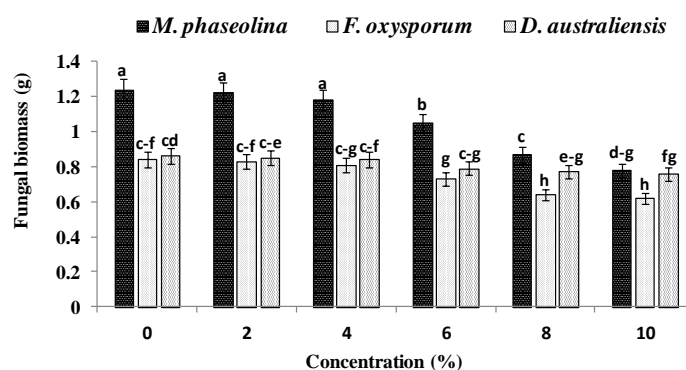 M. phaseolina F. oxysporum D. australiensis
Fungal biomass (g)
1.4
1.2
1
0.8
0.6
0.4
0.2
0
a c-f cd
a c-f c-e
a c-g c-f
b g c-g
c h e-g
d-g h fg
0 2 4 6 8 10
Concentration (%)